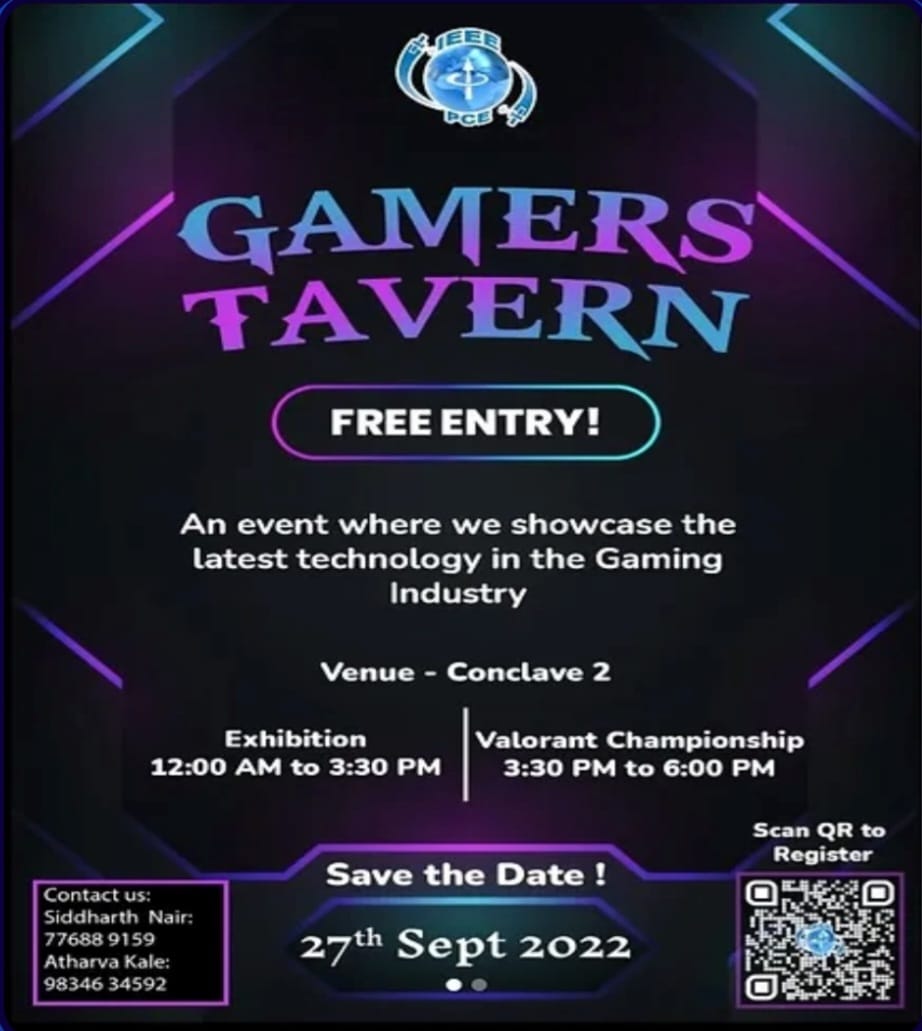 IEEE
PCE
GAMERS
TAVERN
FREE ENTRY!
An event where we showcase the
latest technology in the Gaming
Industry
Venue - Conclave 2
Exhibition
12:00 AM to 3:30 PM
Valorant Championship
3:30 PM to 6:00 PM
Scan QR to
Register
Save the Date !
27th Sept 2022
Contact us:
Siddharth Nair:
77688 9159
Atharva Kale:
98346 34592